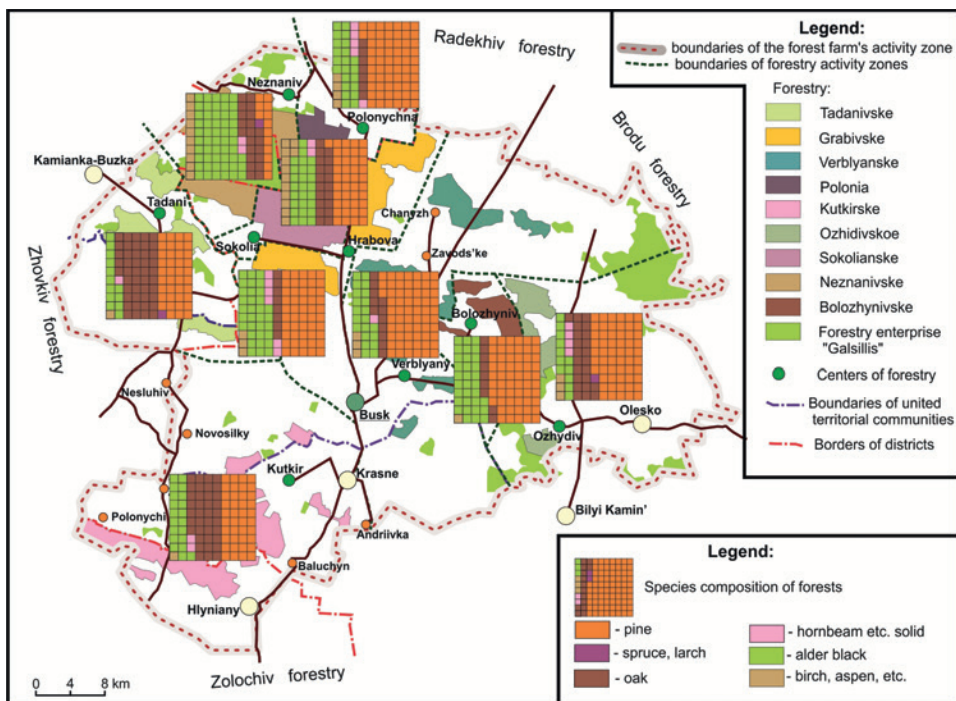 Radekhiv forestry
Neznaniv
Polonychna
Kamianka-Buzka
Brodu forestry
Tadani
Chanyzh
Sokolia
Hrabova
Zavods'ke
Zhovkiv forestry
Bolozhyniv
Verblyany
Nesluhiv
Busk
Olesko
Novosilky
Ozhydiv
Kutkir
Krasne
Polonychi
Andriivka
Bilyi Kamin'
Baluchyn
Hlyniany
Zolochiv forestry
0 4 8 km
Legend:
boundaries of the forest farm's activity zone
boundaries of forestry activity zones
Forestry:
Tadanivske
Grabivske
Verblyanske
Polonia
Kutkirske
Ozhidivskoe
Sokolianske
Neznanivske
Bolozhynivske
Forestry enterprise
"Galsillis"
Centers of forestry
Boundaries of united
territorial communities
Borders of districts
Legend:
Species composition of forests
- pine
- spruce, larch
- oak
- hornbeam etc. solid
- alder black
- birch, aspen, etc.